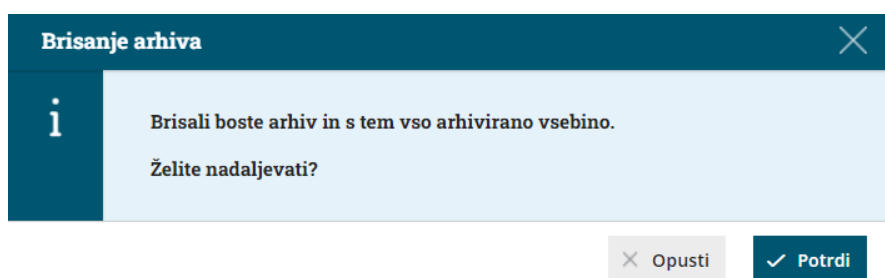 Brisanje arhiva
i
Brisali boste arhiv in s tem vso arhivirano vsebino.
Želite nadaljevati?
Opusti
Potrdi